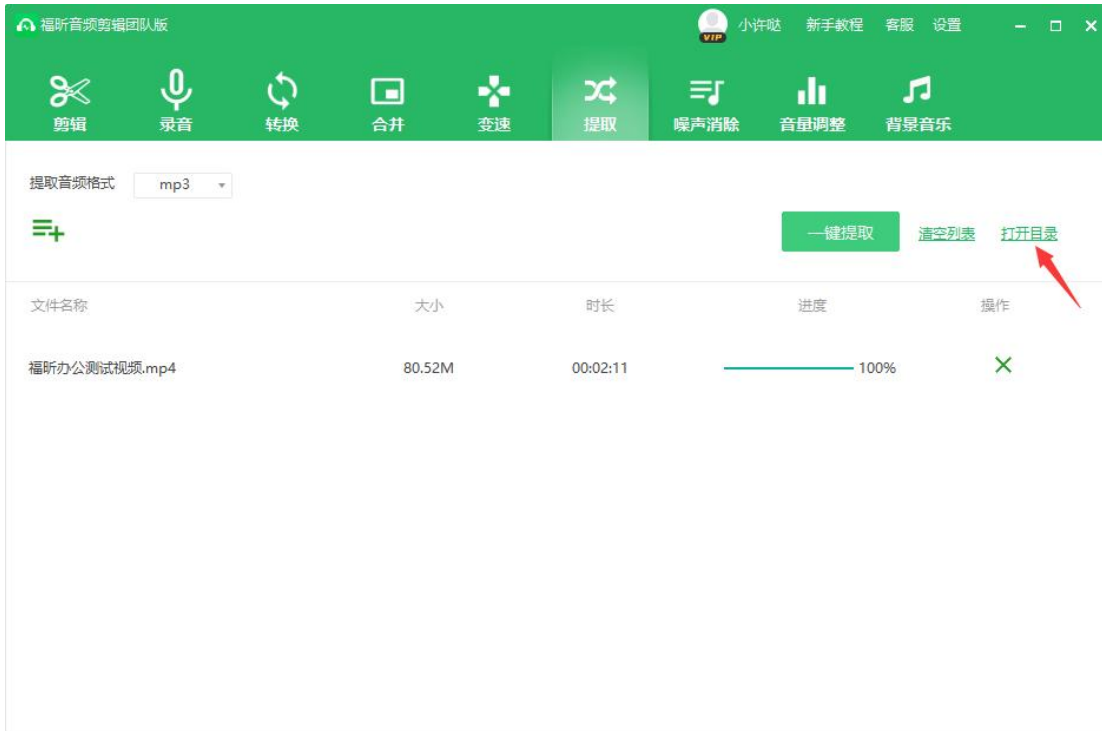 福昕音频剪辑团队版 VIP 小许哒 新手教程 客服 设置
剪辑 录音 转换 合并 变速 提取 噪声消除 音量调整 背景音乐
提取音频格式 mp3
一键提取 清空列表 打开目录
文件名称 大小 时长 进度 操作
福昕办公测试视频.mp4 80.52M 00:02:11 100%